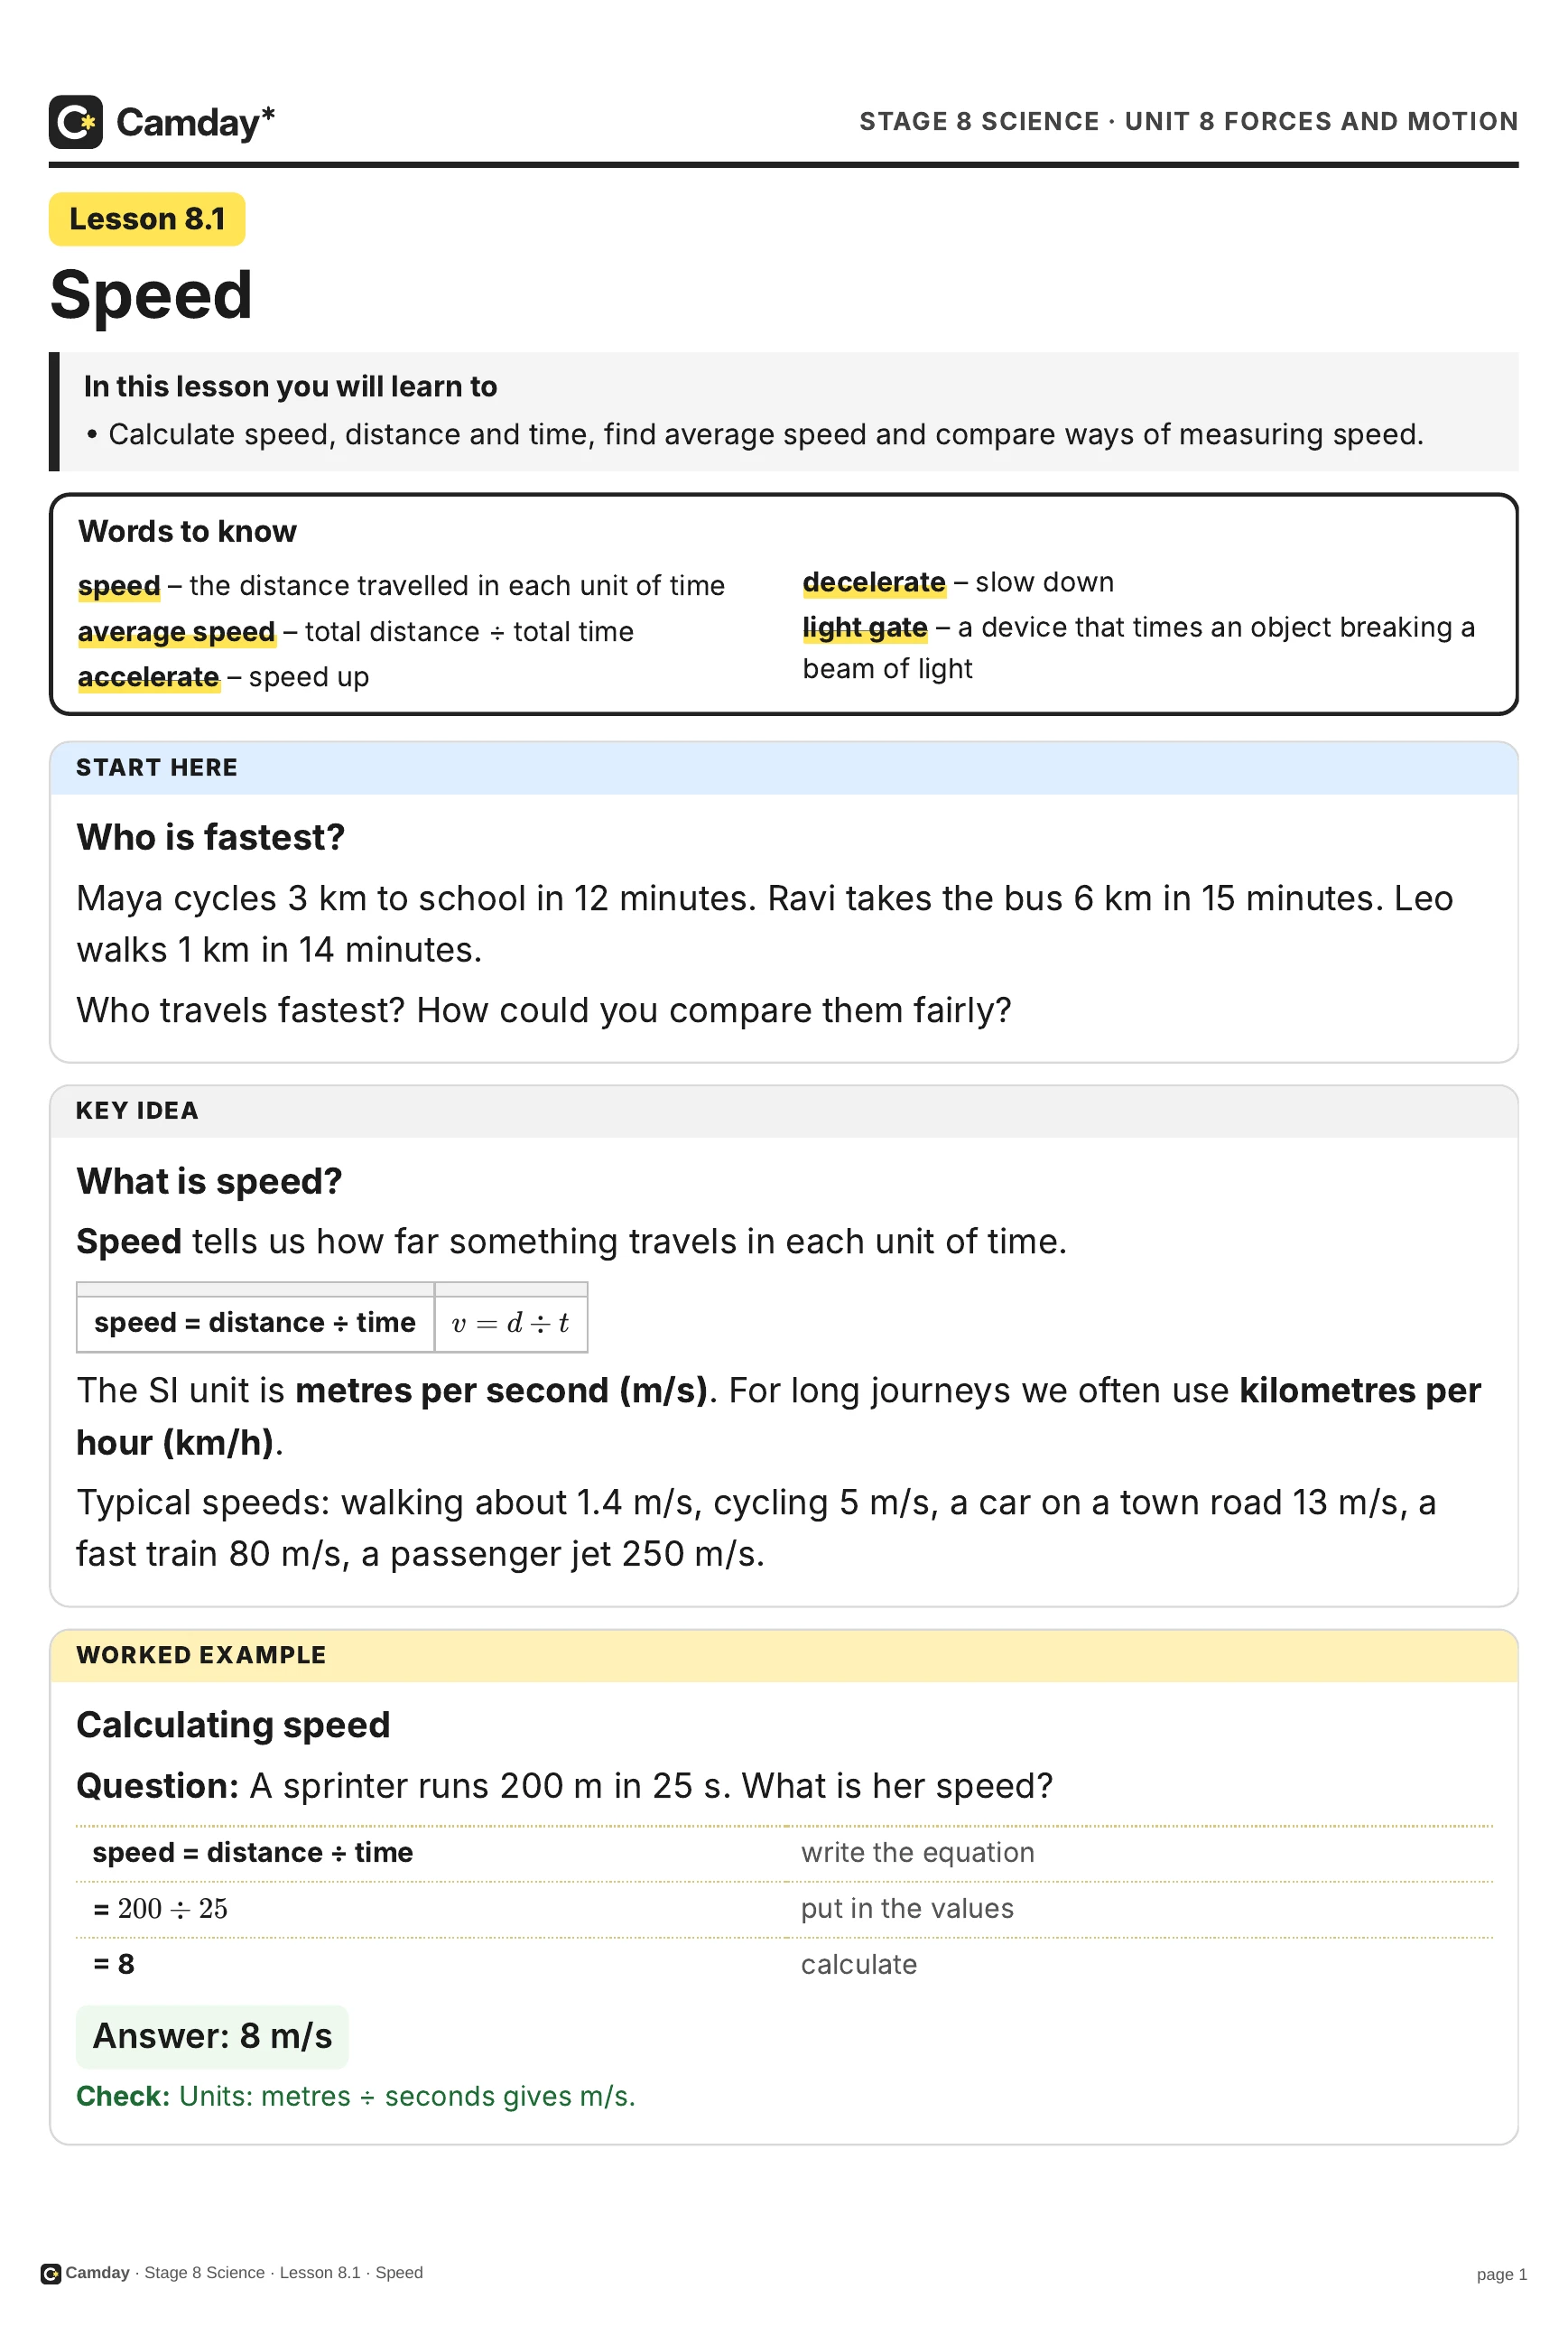 Camday*
STAGE 8 SCIENCE · UNIT 8 FORCES AND MOTION
Lesson 8.1
Speed
In this lesson you will learn to
• Calculate speed, distance and time, find average speed and compare ways of measuring speed.
Words to know
speed – the distance travelled in each unit of time
average speed – total distance ÷ total time
accelerate – speed up
decelerate – slow down
light gate – a device that times an object breaking a
beam of light
START HERE
Who is fastest?
Maya cycles 3 km to school in 12 minutes. Ravi takes the bus 6 km in 15 minutes. Leo
walks 1 km in 14 minutes.
Who travels fastest? How could you compare them fairly?
KEY IDEA
What is speed?
Speed tells us how far something travels in each unit of time.
speed = distance ÷ time v = d ÷ t
The SI unit is metres per second (m/s). For long journeys we often use kilometres per
hour (km/h).
Typical speeds: walking about 1.4 m/s, cycling 5 m/s, a car on a town road 13 m/s, a
fast train 80 m/s, a passenger jet 250 m/s.
WORKED EXAMPLE
Calculating speed
Question: A sprinter runs 200 m in 25 s. What is her speed?
speed = distance ÷ time write the equation
= 200 ÷ 25 put in the values
= 8 calculate
Answer: 8 m/s
Check: Units: metres ÷ seconds gives m/s.
Camday · Stage 8 Science · Lesson 8.1 · Speed
page 1